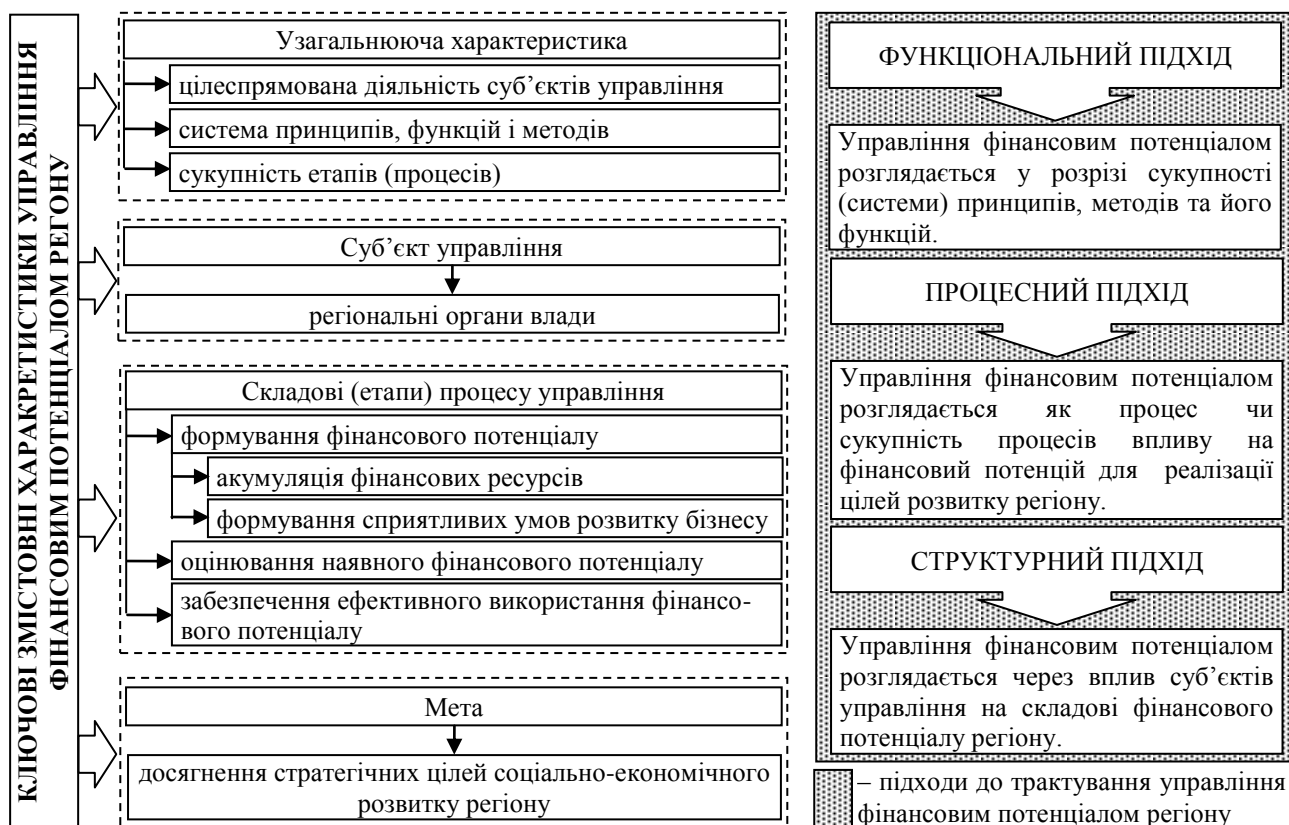 КЛЮЧОВІ ЗМІСТОВНІ ХАРАКРЕТИСТИКИ УПРАВЛІННЯ
ФІНАНСОВИМ ПОТЕНЦІАЛОМ РЕГОНУ
Узагальнююча характеристика
цілеспрямована діяльність суб’єктів управління
система принципів, функцій і методів
сукупність етапів (процесів)
Суб’єкт управління
регіональні органи влади
Складові (етапи) процесу управління
формування фінансового потенціалу
акумуляція фінансових ресурсів
формування сприятливих умов розвитку бізнесу
оцінювання наявного фінансового потенціалу
забезпечення ефективного використання фінансо-
вого потенціалу
Мета
досягнення стратегічних цілей соціально-економічного
розвитку регіону
ФУНКЦІОНАЛЬНИЙ ПІДХІД
Управління фінансовим потенціалом
розглядається у розрізі сукупності
(системи) принципів, методів та його
функцій.
ПРОЦЕСНИЙ ПІДХІД
Управління фінансовим потенціалом
розглядається як процес чи
сукупність процесів впливу на
фінансовий потенцій для реалізації
цілей розвитку регіону.
СТРУКТУРНИЙ ПІДХІД
Управління фінансовим потенціалом
розглядається через вплив суб’єктів
управління на складові фінансового
потенціалу регіону.
– підходи до трактування управління
фінансовим потенціалом регіону